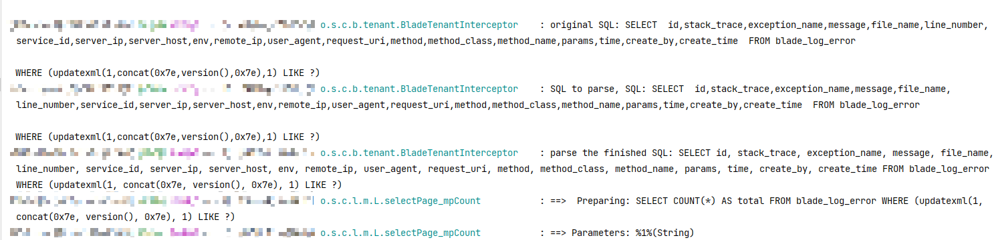 o.s.c.b.tenant.BladeTenantInterceptor : original SQL: SELECT  id,stack_trace,exception_name,message,file_name,line_number,
service_id,server_ip,server_host,env,remote_ip,user_agent,request_uri,method,method_class,method_name,params,time,create_by,create_time  FROM blade_log_error
WHERE (updatexml(1,concat(0x7e,version(),0x7e),1) LIKE ?)
o.s.c.b.tenant.BladeTenantInterceptor : SQL to parse, SQL: SELECT  id,stack_trace,exception_name,message,file_name,
line_number,service_id,server_ip,server_host,env,remote_ip,user_agent,request_uri,method,method_class,method_name,params,time,create_by,create_time  FROM blade_log_error
WHERE (updatexml(1,concat(0x7e,version(),0x7e),1) LIKE ?)
o.s.c.b.tenant.BladeTenantInterceptor : parse the finished SQL: SELECT id, stack_trace, exception_name, message, file_name,
line_number, service_id, server_ip, server_host, env, remote_ip, user_agent, request_uri, method, method_class, method_name, params, time, create_by, create_time FROM blade_log_error
WHERE (updatexml(1, concat(0x7e, version(), 0x7e), 1) LIKE ?)
o.s.c.l.m.L.selectPage_mpCount : ==>  Preparing: SELECT COUNT(*) AS total FROM blade_log_error WHERE (updatexml(1,
concat(0x7e, version(), 0x7e), 1) LIKE ?)
o.s.c.l.m.L.selectPage_mpCount : ==> Parameters: %1%(String)